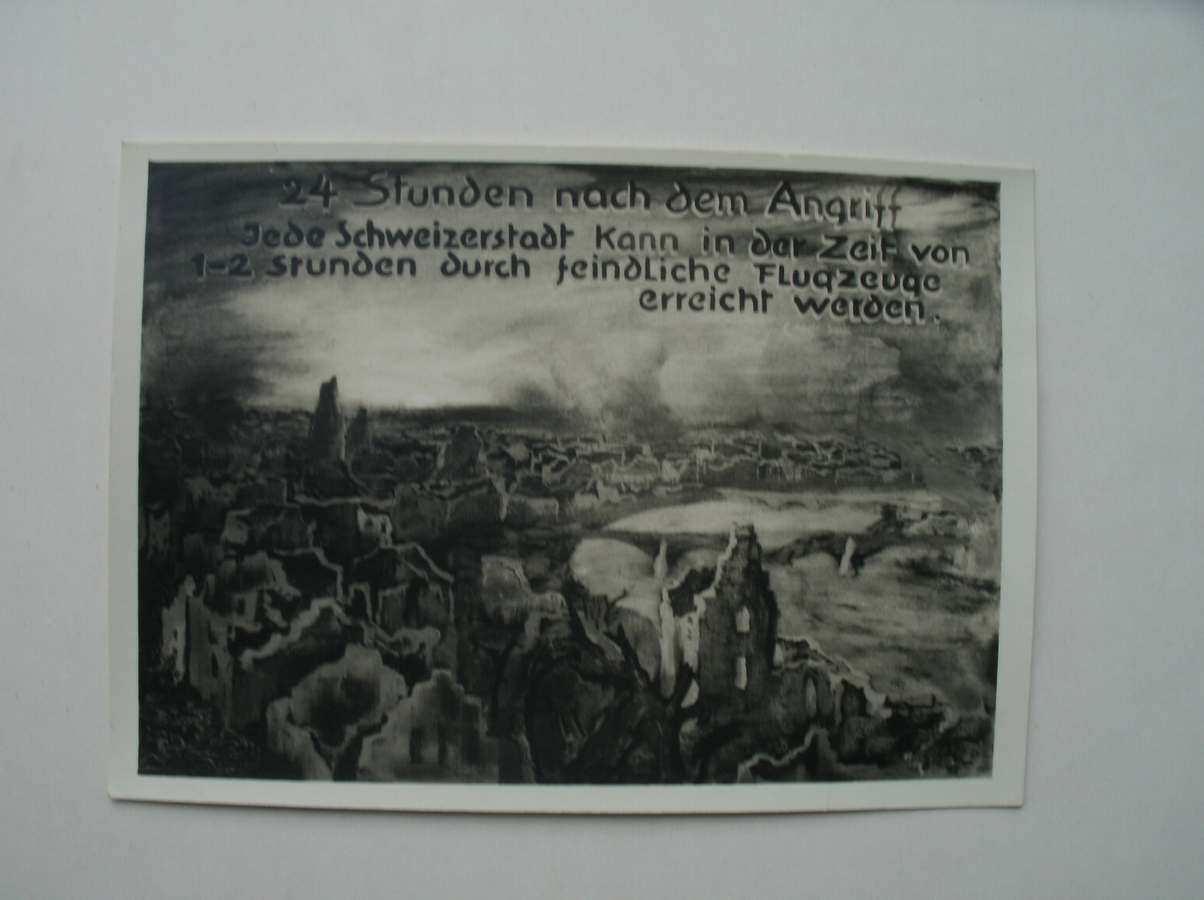 24 Stunden nach dem Angriff
Jede Schweizerstadt kann in der Zeit von
1-2 Stunden durch feindliche Flugzeuge
erreicht werden.